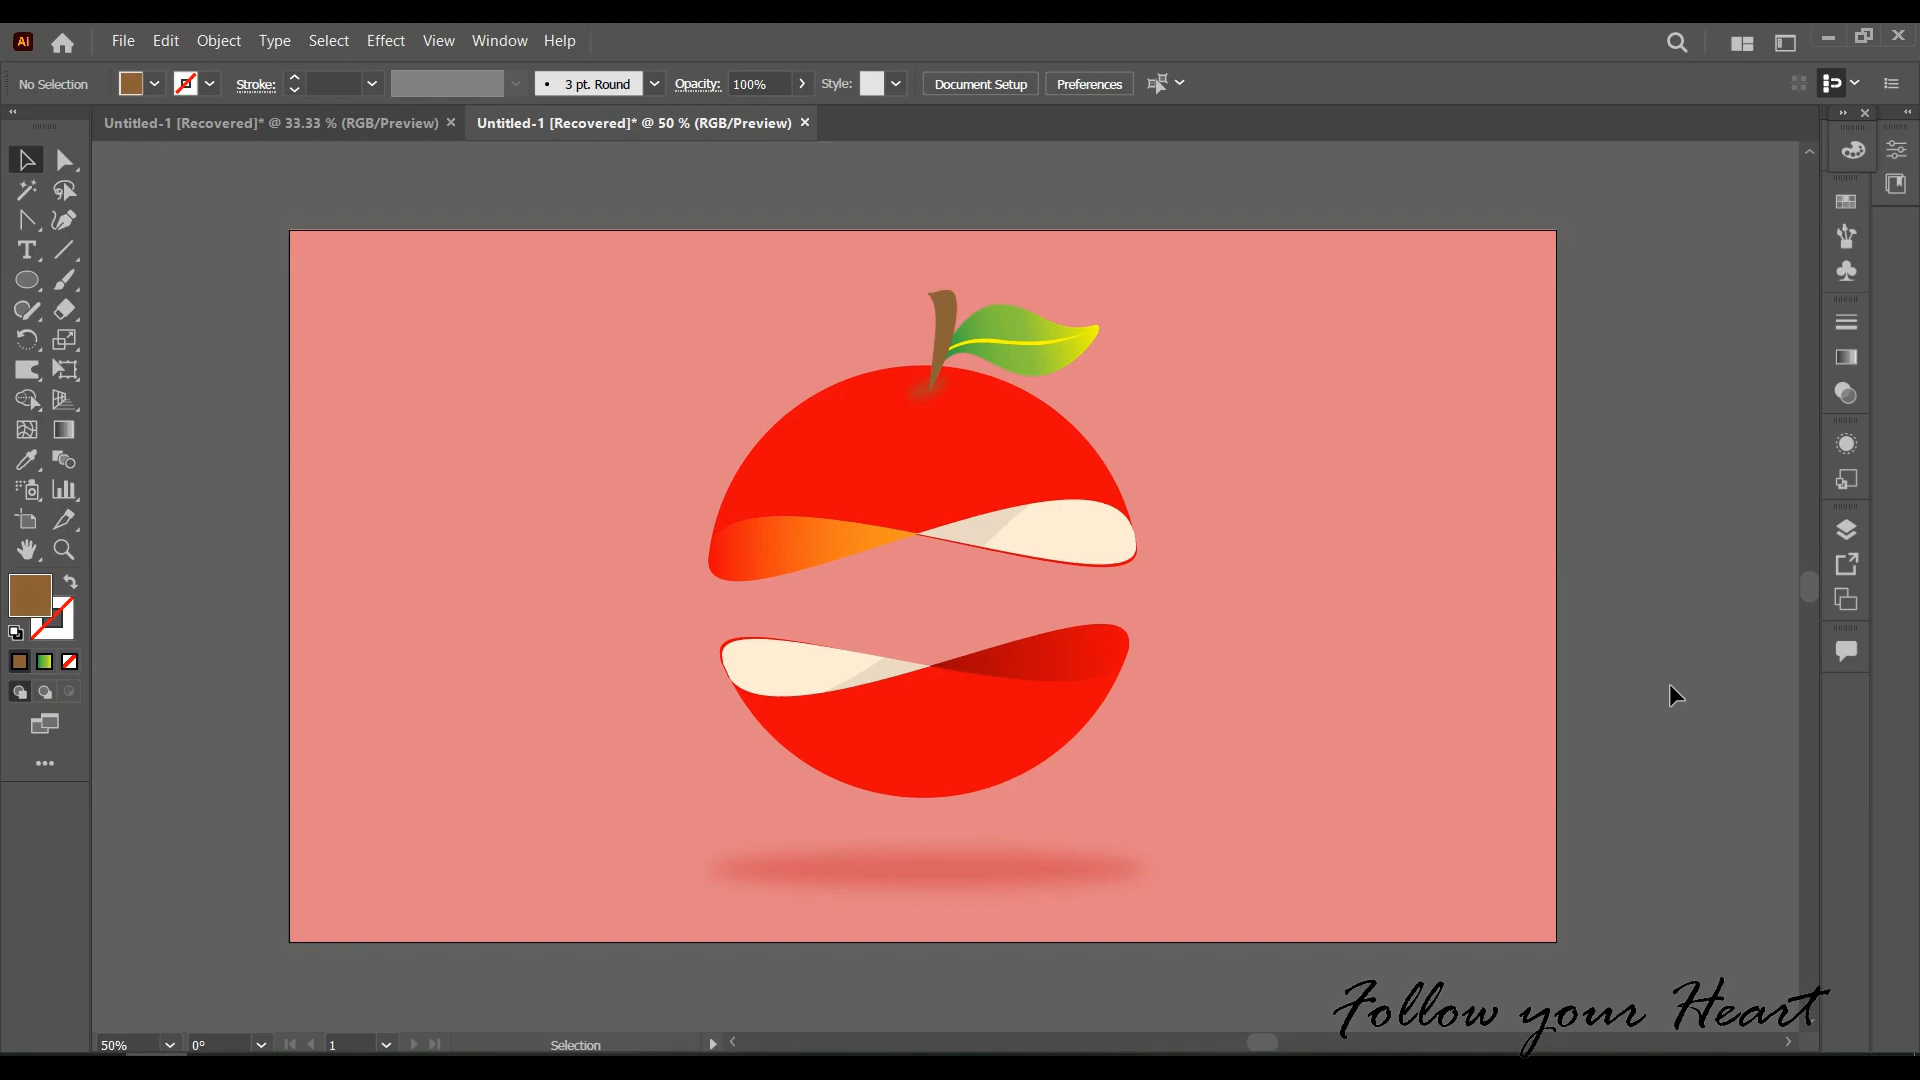 Ai File Edit Object Type Select Effect View Window Help
No Selection Stroke: 3 pt. Round Opacity: 100% Style: Document Setup Preferences
Untitled-1 [Recovered]* @ 33.33 % (RGB/Preview) Untitled-1 [Recovered]* @ 50 % (RGB/Preview)
Follow your Heart
50% 0° 1 Selection